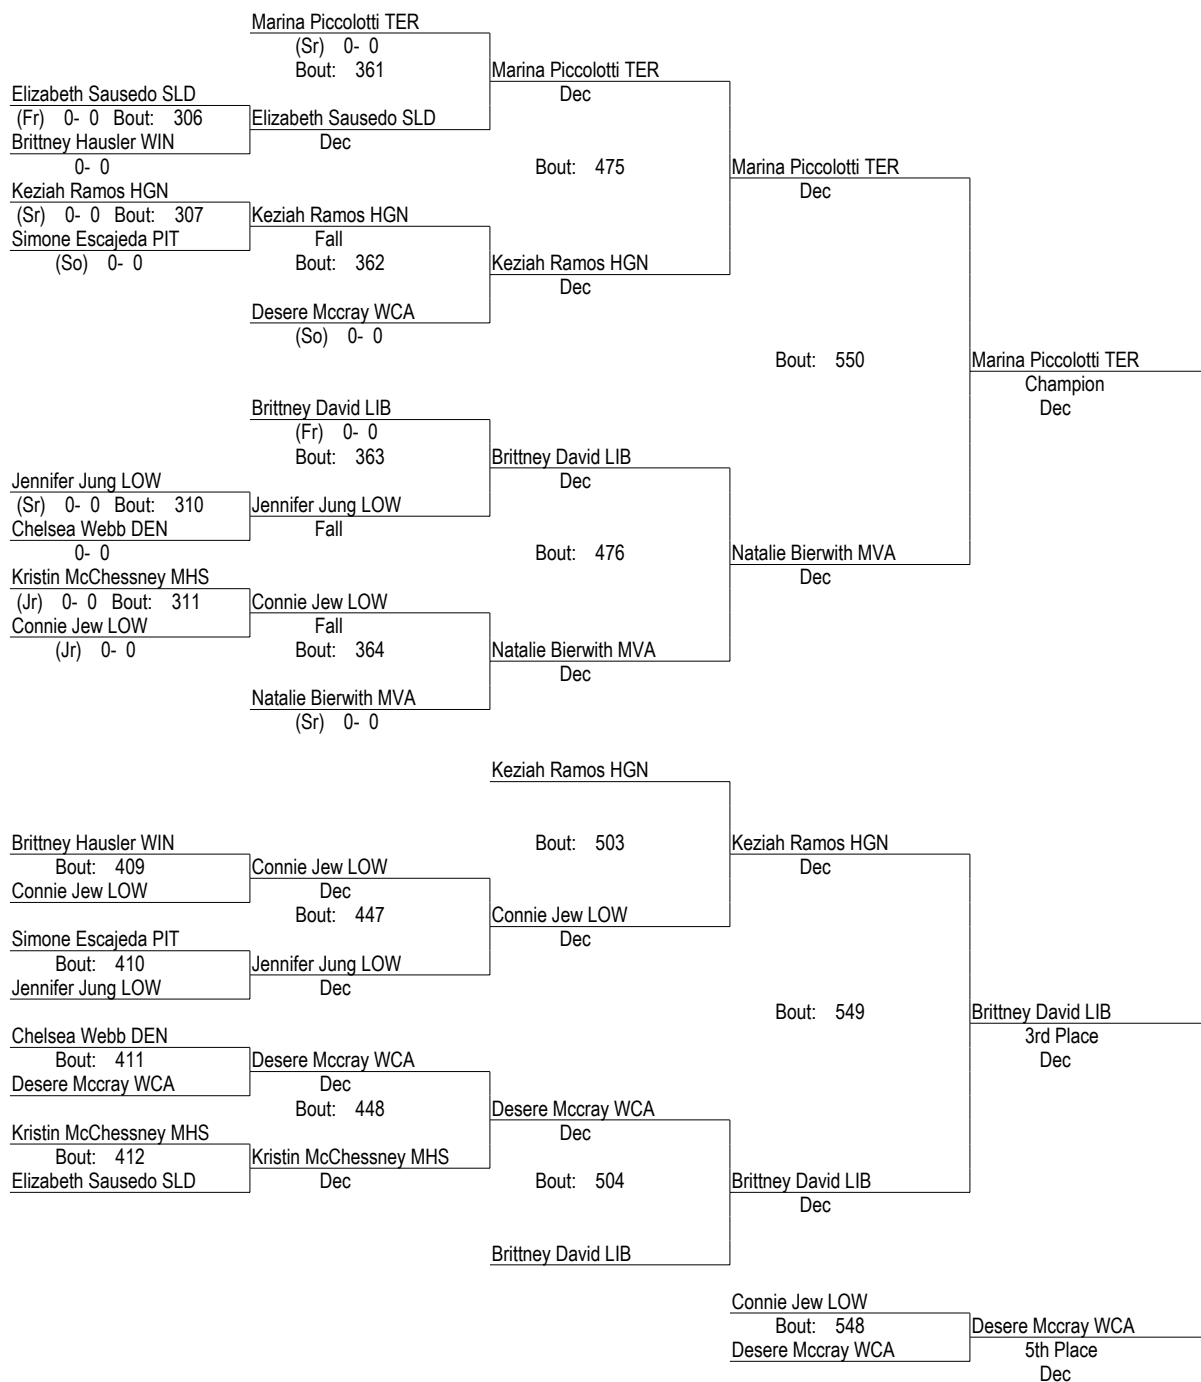 Marina Piccolotti TER
(Sr) 0- 0
Bout: 361
Marina Piccolotti TER
Dec
Elizabeth Sausedo SLD
(Fr) 0- 0 Bout: 306
Elizabeth Sausedo SLD
Brittney Hausler WIN
Dec
0- 0
Bout: 475
Marina Piccolotti TER
Dec
Keziah Ramos HGN
(Sr) 0- 0 Bout: 307
Keziah Ramos HGN
Simone Escajeda PIT
Fall
(So) 0- 0
Bout: 362
Keziah Ramos HGN
Dec
Desere Mccray WCA
(So) 0- 0
Bout: 550
Marina Piccolotti TER
Champion
Dec
Brittney David LIB
(Fr) 0- 0
Bout: 363
Brittney David LIB
Dec
Jennifer Jung LOW
(Sr) 0- 0 Bout: 310
Jennifer Jung LOW
Chelsea Webb DEN
Fall
0- 0
Bout: 476
Natalie Bierwith MVA
Dec
Kristin McChessney MHS
(Jr) 0- 0 Bout: 311
Connie Jew LOW
Connie Jew LOW
Fall
(Jr) 0- 0
Bout: 364
Natalie Bierwith MVA
Dec
Natalie Bierwith MVA
(Sr) 0- 0
Keziah Ramos HGN
Bout: 503
Keziah Ramos HGN
Dec
Brittney Hausler WIN
Bout: 409
Connie Jew LOW
Connie Jew LOW
Dec
Bout: 447
Connie Jew LOW
Dec
Simone Escajeda PIT
Bout: 410
Jennifer Jung LOW
Jennifer Jung LOW
Dec
Bout: 549
Brittney David LIB
3rd Place
Dec
Chelsea Webb DEN
Bout: 411
Desere Mccray WCA
Desere Mccray WCA
Dec
Bout: 448
Desere Mccray WCA
Dec
Kristin McChessney MHS
Bout: 412
Kristin McChessney MHS
Elizabeth Sausedo SLD
Dec
Bout: 504
Brittney David LIB
Dec
Brittney David LIB
Connie Jew LOW
Bout: 548
Desere Mccray WCA
Desere Mccray WCA
5th Place
Dec